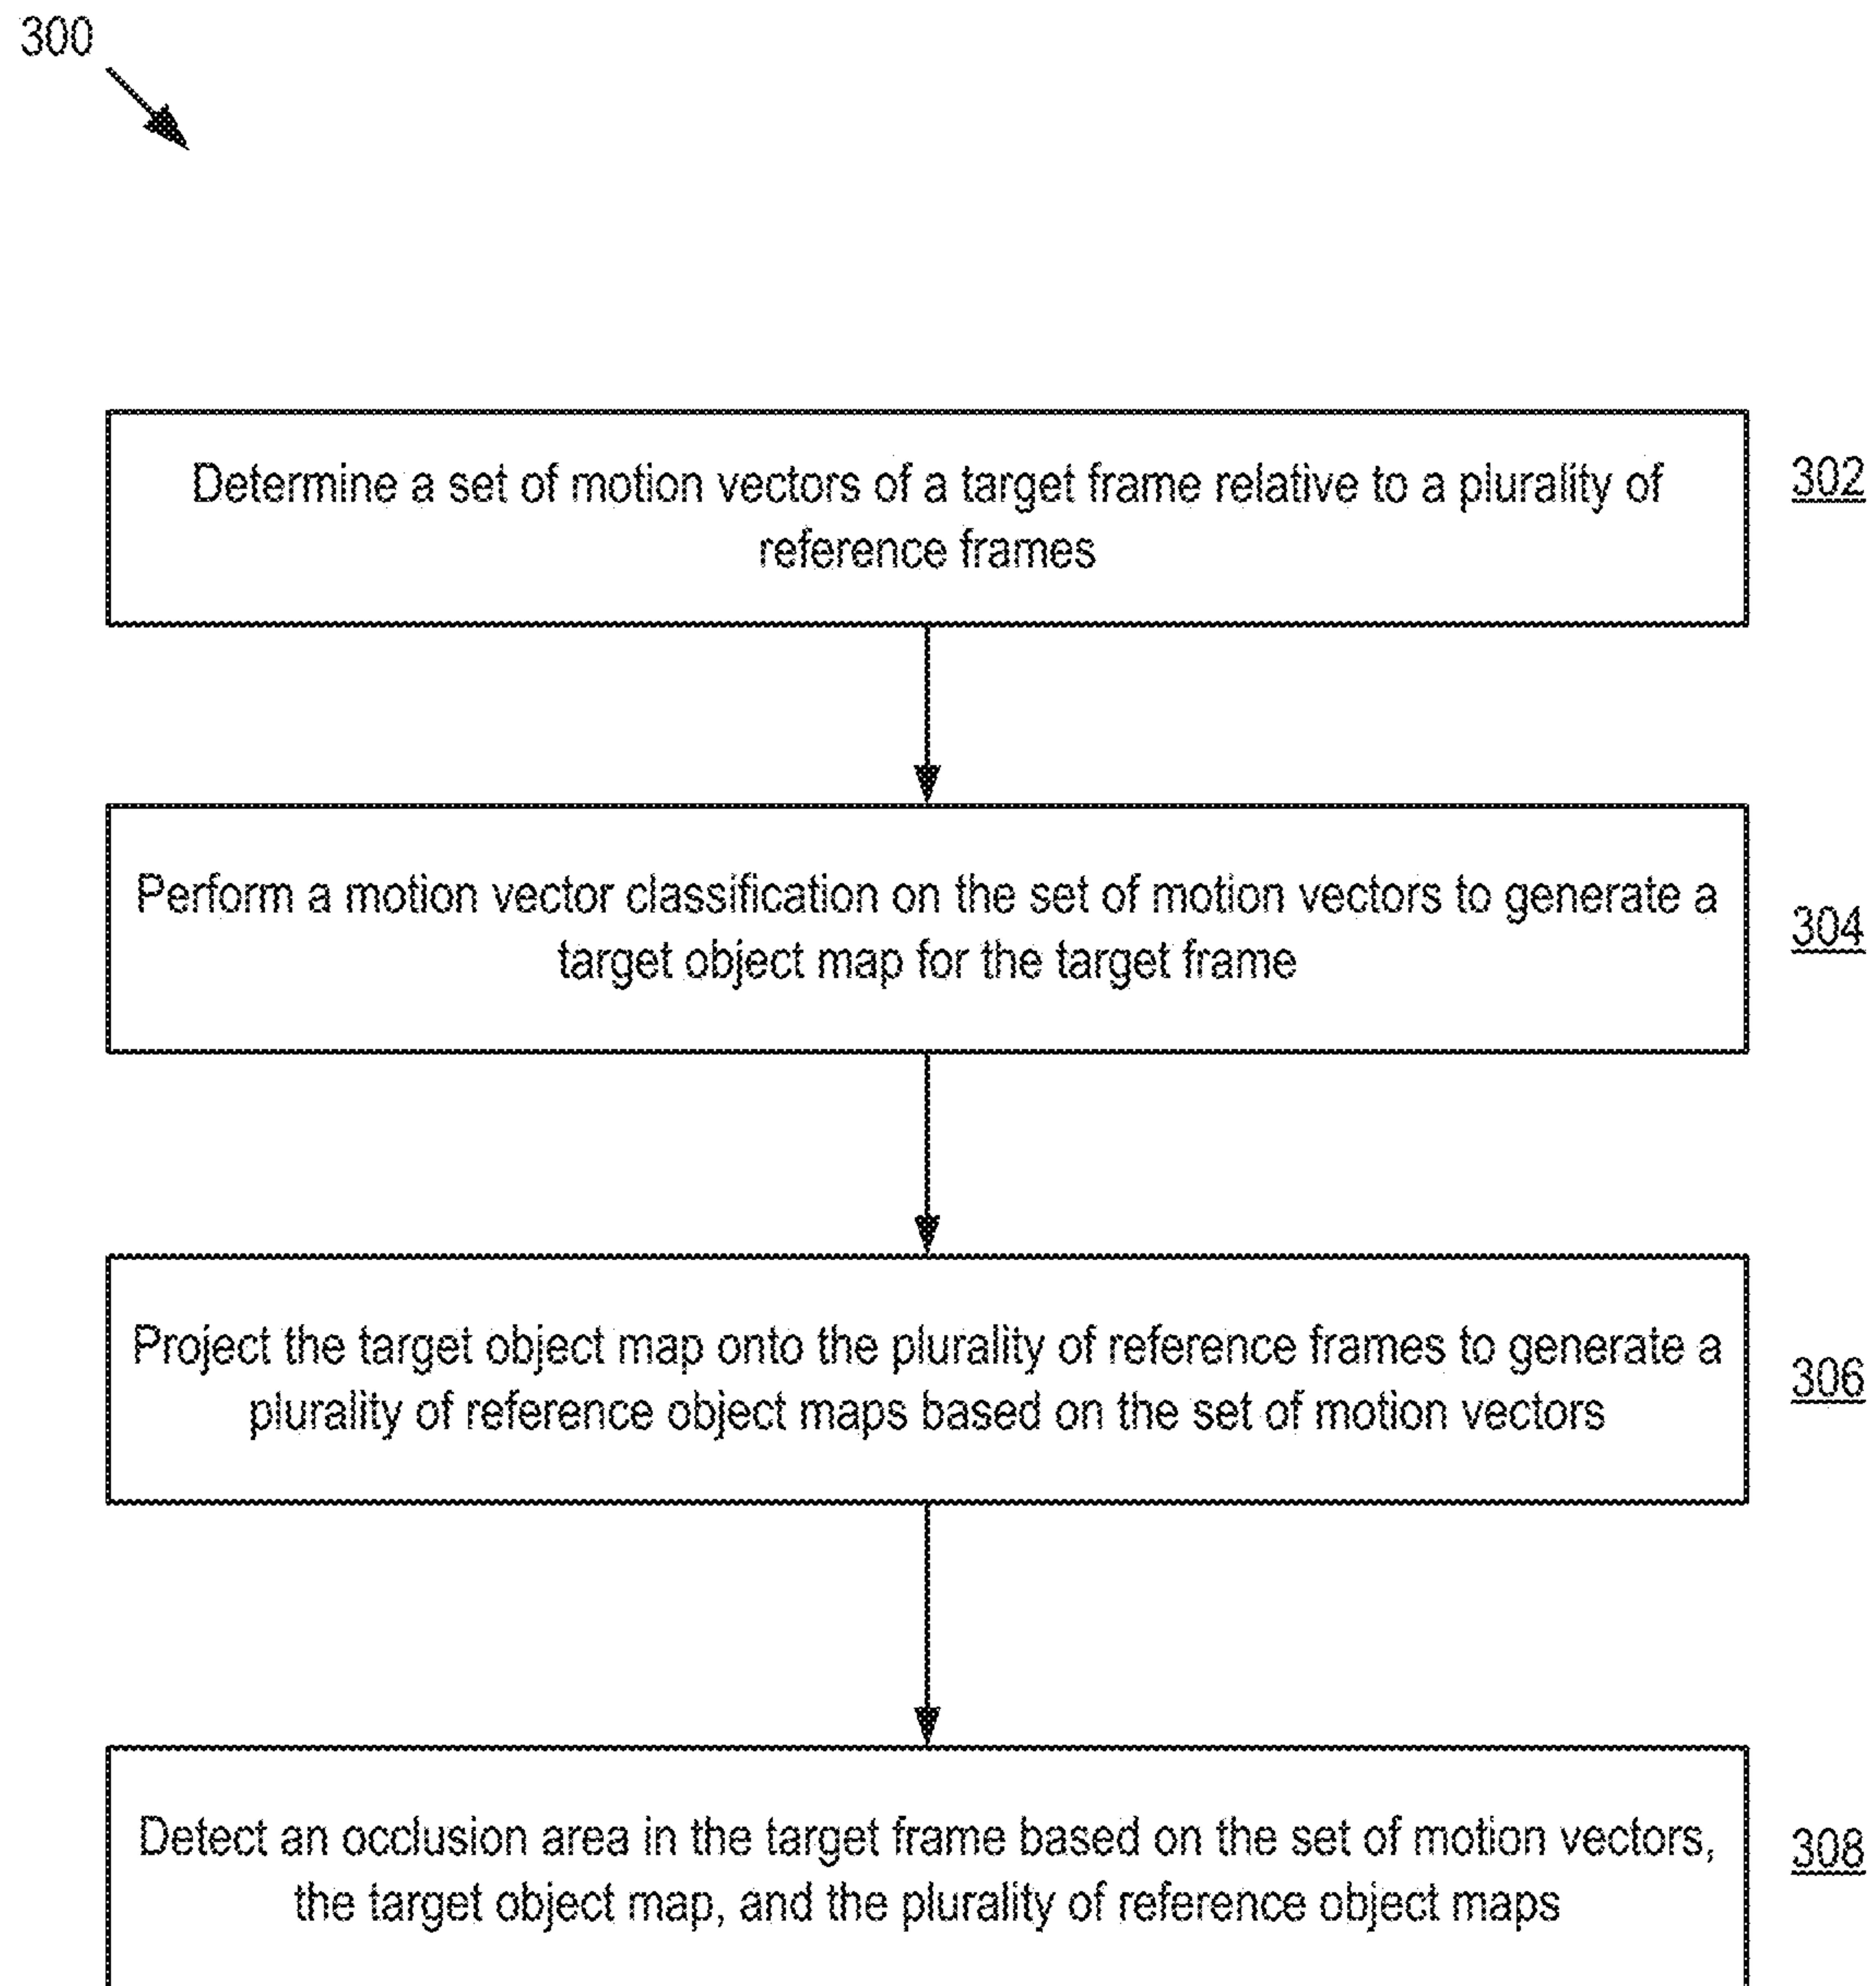 300
Determine a set of motion vectors of a target frame relative to a plurality of
reference frames
302
Perform a motion vector classification on the set of motion vectors to generate a
target object map for the target frame
304
Project the target object map onto the plurality of reference frames to generate a
plurality of reference object maps based on the set of motion vectors
306
Detect an occlusion area in the target frame based on the set of motion vectors,
the target object map, and the plurality of reference object maps
308